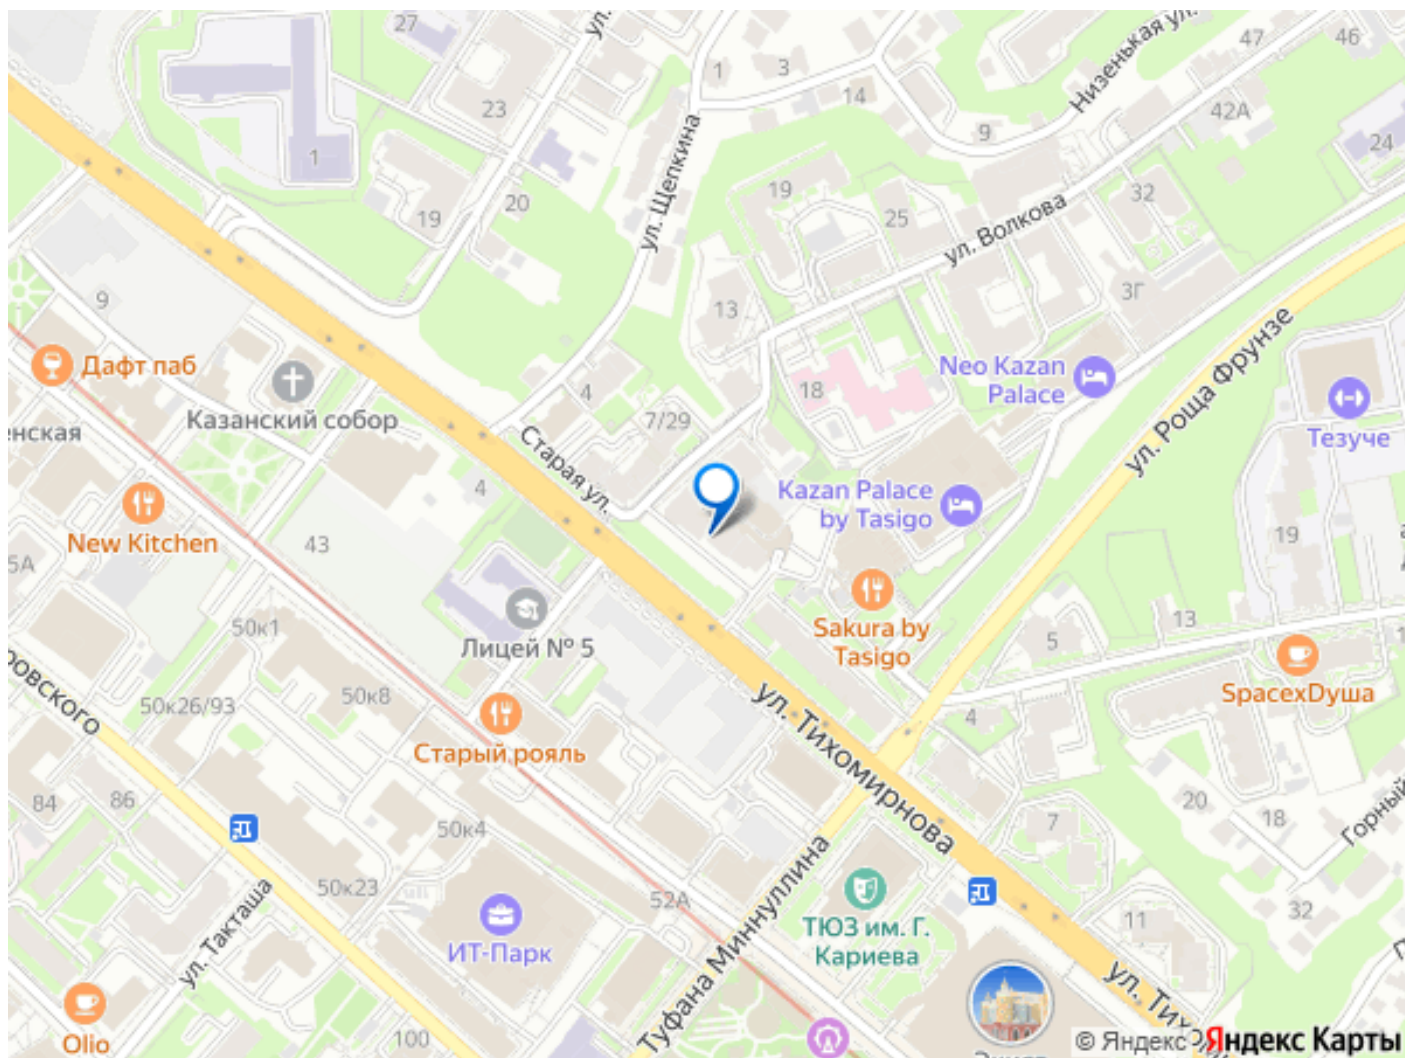 27
ул.
1
3
14
Низенькая ул.
47
46
42А
24
23
1
ул. Щепкина
9
19
20
19
25
ул. Волкова
32
9
13
3Г
Дафт паб
Казанский собор
4
7/29
18
Neo Kazan
Palace
ул. Роща Фрунзе
Тезуче
нская
Старая ул.
4
Kazan Palace
by Tasigo
New Kitchen
43
5А
19
Лицей № 5
Sakura by
Tasigo
50к1
5
13
SpacexDуша
50к26/93
50к8
Старый рояль
ул. Тихомирнова
4
ровского
84
86
50к4
20
18
7
Горный
50к23
52А
ул. Такташа
ИТ-Парк
Туфана Миннуллина
ТЮЗ им. Г.
Кариева
11
32
Olio
100
ул. Тихо
© Яндекс
Яндекс Карты